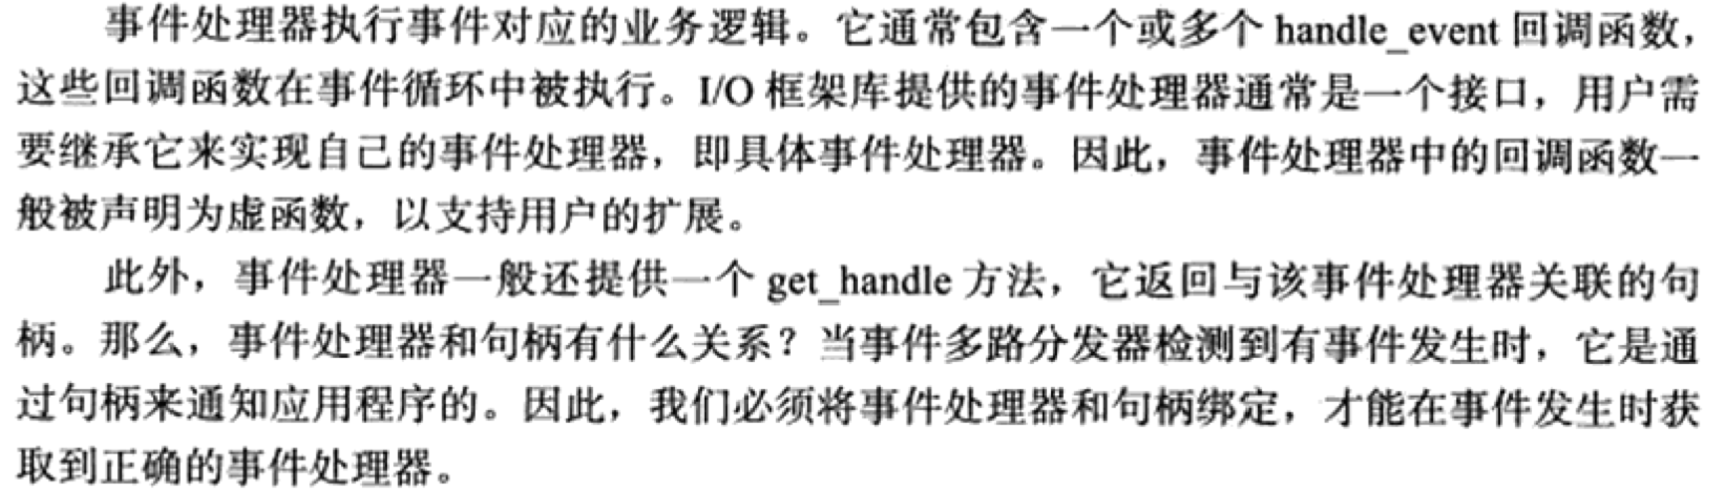 事件处理器执行事件对应的业务逻辑。它通常包含一个或多个 handle_event 回调函数，
这些回调函数在事件循环中被执行。I/O 框架库提供的事件处理器通常是一个接口，用户需
要继承它来实现自己的事件处理器，即具体事件处理器。因此，事件处理器中的回调函数一
般被声明为虚函数，以支持用户的扩展。
此外，事件处理器一般还提供一个 get_handle 方法，它返回与该事件处理器关联的句
柄。那么，事件处理器和句柄有什么关系？当事件多路分发器检测到有事件发生时，它是通
过句柄来通知应用程序的。因此，我们必须将事件处理器和句柄绑定，才能在事件发生时获
取到正确的事件处理器。